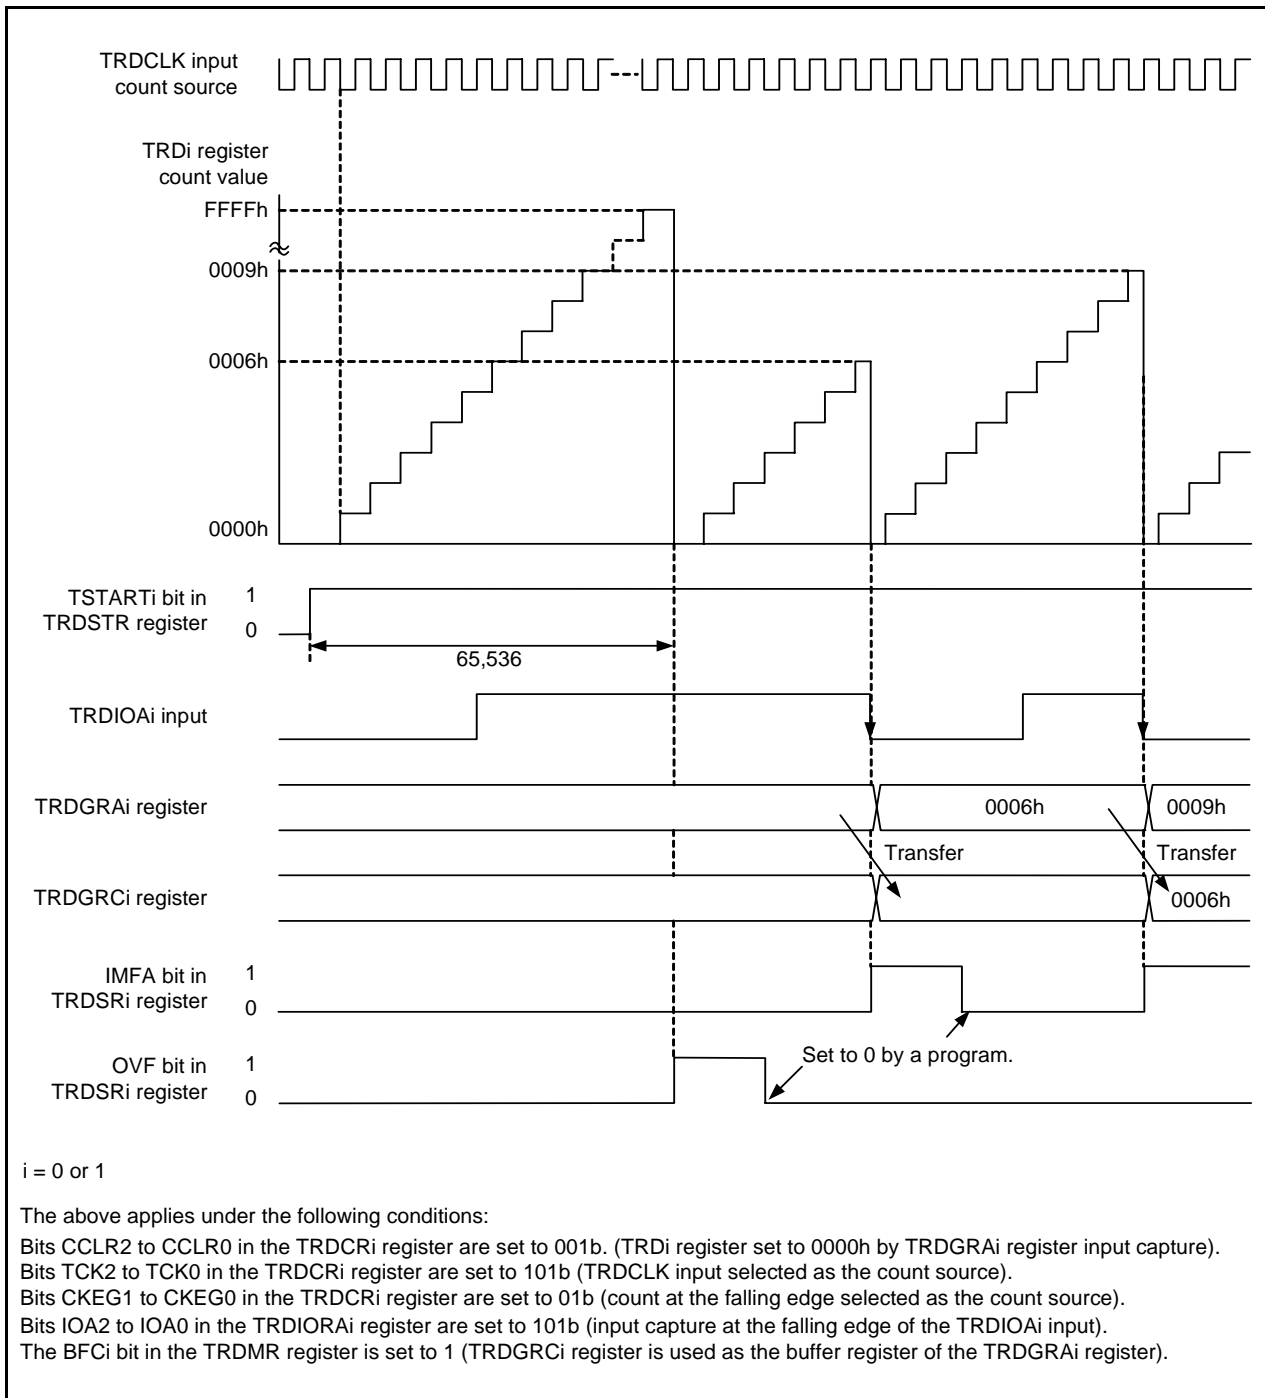 TRDCLK input
count source
TRDi register
count value
FFFFh
0009h
0006h
0000h
TSTARTi bit in
TRDSTR register
1
0
65,536
TRDIOAi input
TRDGRAi register
0006h
0009h
Transfer
Transfer
TRDGRCi register
0006h
IMFA bit in
TRDSRi register
1
0
Set to 0 by a program.
OVF bit in
TRDSRi register
1
0
i = 0 or 1
The above applies under the following conditions:
Bits CCLR2 to CCLR0 in the TRDCRi register are set to 001b. (TRDi register set to 0000h by TRDGRAi register input capture).
Bits TCK2 to TCK0 in the TRDCRi register are set to 101b (TRDCLK input selected as the count source).
Bits CKEG1 to CKEG0 in the TRDCRi register are set to 01b (count at the falling edge selected as the count source).
Bits IOA2 to IOA0 in the TRDIORAi register are set to 101b (input capture at the falling edge of the TRDIOAi input).
The BFCi bit in the TRDMR register is set to 1 (TRDGRCi register is used as the buffer register of the TRDGRAi register).